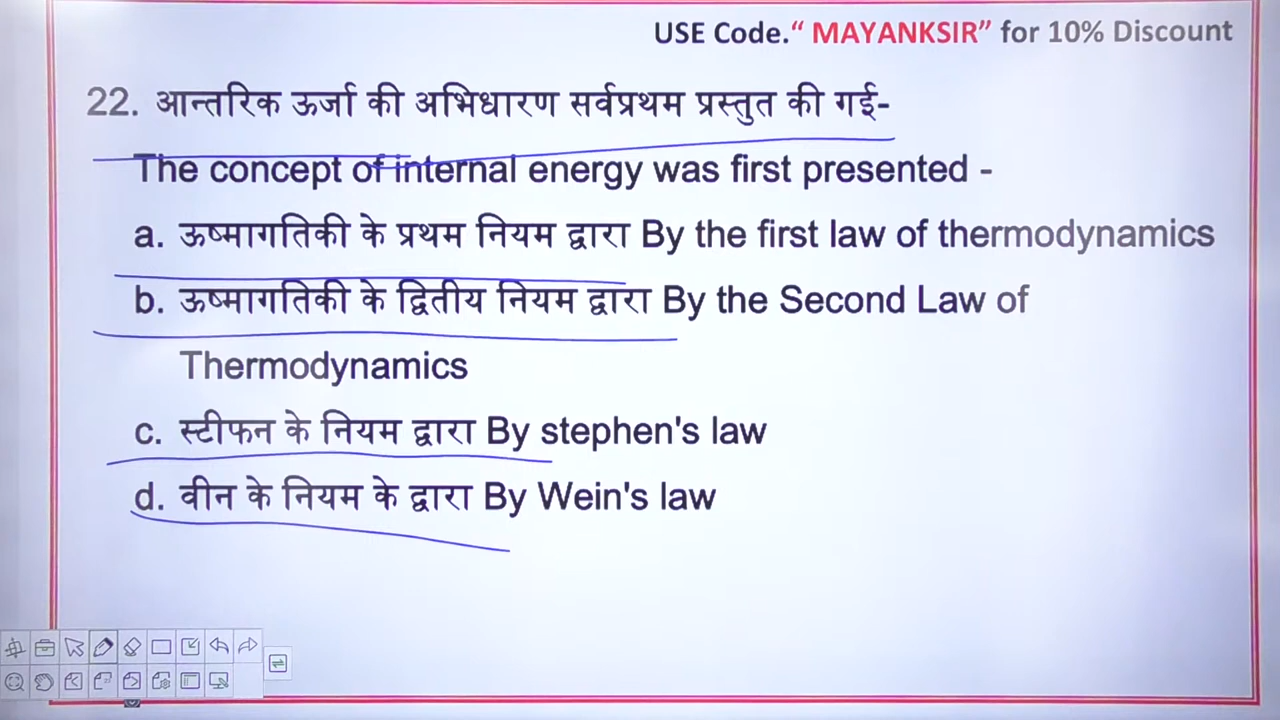 USE Code.“ MAYANKSIR” for 10% Discount
22. आन्तरिक ऊर्जा की अभिधारण सर्वप्रथम प्रस्तुत की गई-
The concept of internal energy was first presented -
a. ऊष्मागतिकी के प्रथम नियम द्वारा By the first law of thermodynamics
b. ऊष्मागतिकी के द्वितीय नियम द्वारा By the Second Law of
Thermodynamics
c. स्टीफन के नियम द्वारा By stephen's law
d. वीन के नियम के द्वारा By Wein's law